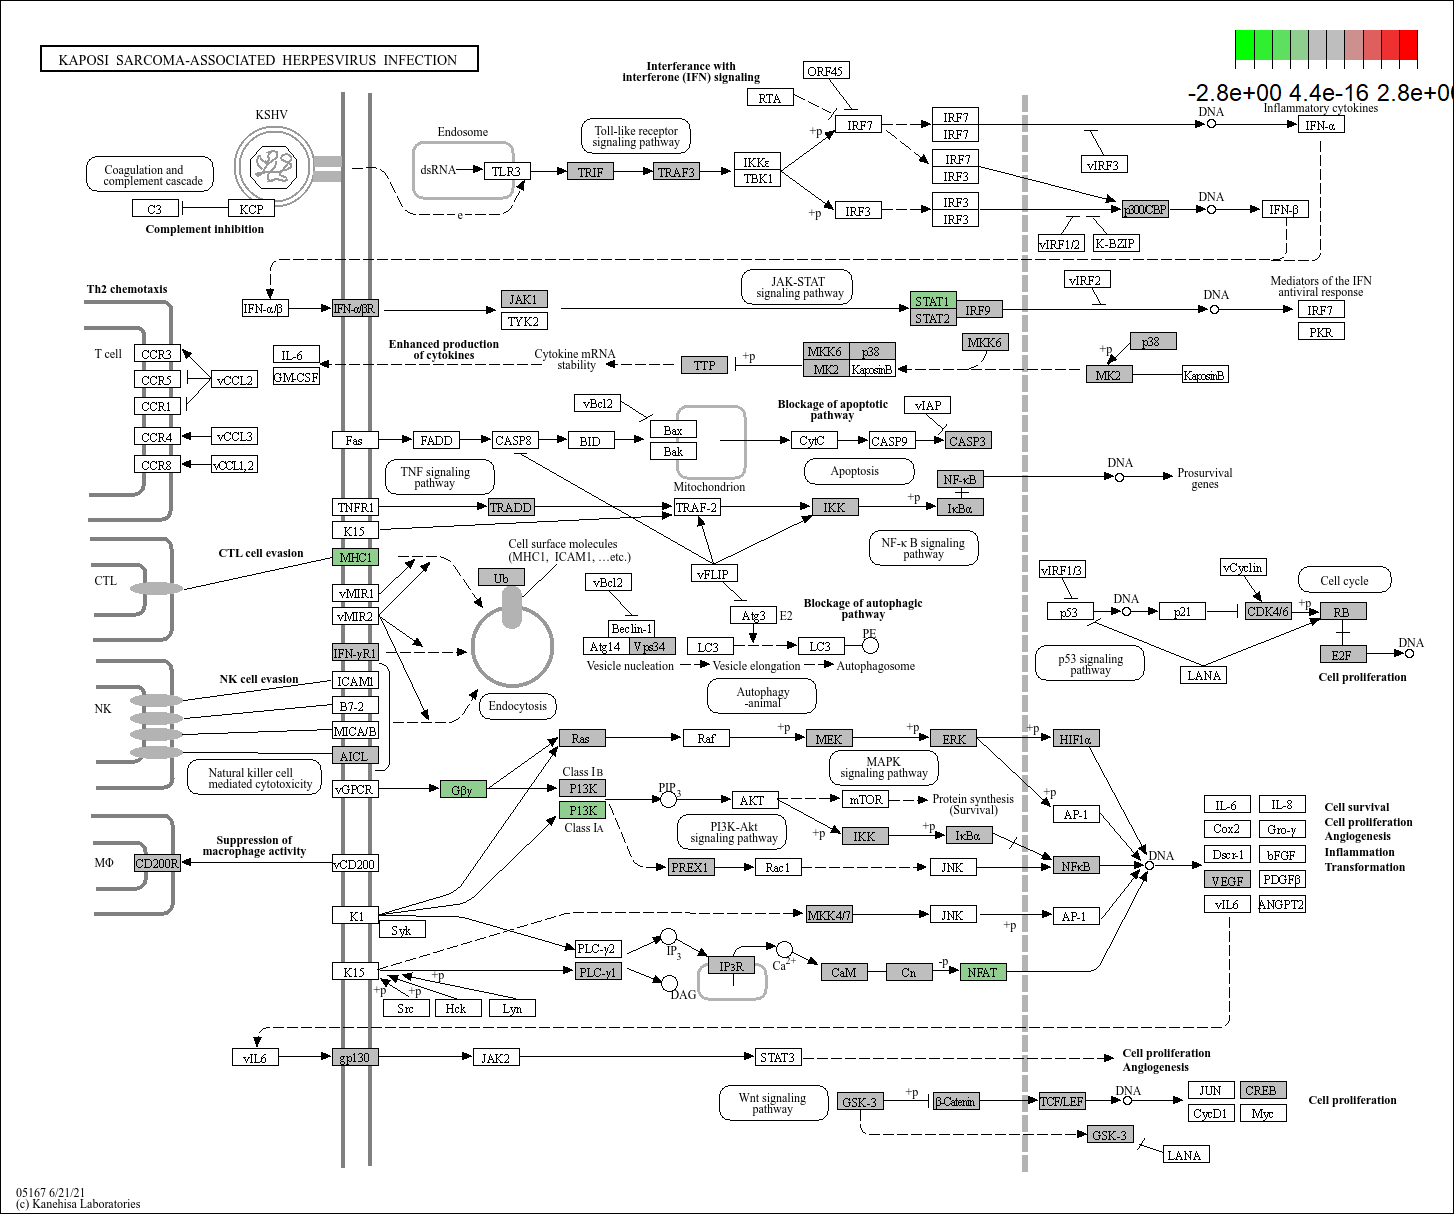 KAPOSI SARCOMA-ASSOCIATED HERPESVIRUS INFECTION
-2.8e+00 4.4e-16 2.8e+0
Interferance with
interferone (IFN) signaling
ORF45
RTA
Inflammatory cytokines
KSHV
Endosome
Toll-like receptor
signaling pathway
+p
IRF7
IRF7
IRF7
DNA
IFN-α
Coagulation and
complement cascade
dsRNA
TLR3
TRIF
TRAF3
IKKε
TBK1
IRF7
IRF3
vIRF3
C3
KCP
e
+p
IRF3
IRF3
IRF3
p300/CBP
DNA
IFN-β
Complement inhibition
vIRF1/2
K-BZIP
Th2 chemotaxis
JAK-STAT
signaling pathway
vIRF2
Mediators of the IFN
antiviral response
IFN-α/β
IFN-α/βR
JAK1
TYK2
STAT1
STAT2
IRF9
DNA
IRF7
PKR
T cell
CCR3
CCR5
CCR1
CCR4
CCR8
vCCL2
vCCL3
vCCL1,2
IL-6
GM-CSF
Enhanced production
of cytokines
Cytokine mRNA
stability
TTP
+p
MKK6
p38
MK2
KaposinB
MKK6
+p
p38
MK2
KaposinB
vBcl2
Blockage of apoptotic
pathway
vIAP
Fas
FADD
CASP8
BID
Bax
Bak
CytC
CASP9
CASP3
TNF signaling
pathway
Mitochondrion
Apoptosis
NF-κB
DNA
Prosurvival
genes
TNFR1
TRADD
TRAF-2
IKK
+p
IκBα
K15
NF-κ B signaling
pathway
CTL
CTL cell evasion
MHC1
Cell surface molecules
(MHC1, ICAM1, ...etc.)
Ub
vBcl2
vFLIP
vIRF1/3
vCyclin
Cell cycle
vMIR1
vMIR2
Beclin-1
Atg14
Vps34
Atg3
E2
Blockage of autophagic
pathway
p53
DNA
p21
CDK4/6
+p
RB
LC3
LC3
PE
IFN-γR1
Vesicle nucleation
Vesicle elongation
Autophagosome
p53 signaling
pathway
LANA
E2F
DNA
Cell proliferation
NK
NK cell evasion
ICAM1
B7-2
MICA/B
AICL
Endocytosis
Autophagy
-animal
Natural killer cell
mediated cytotoxicity
Ras
Raf
+p
MEK
+p
ERK
+p
HIF1α
MAPK
signaling pathway
vGPCR
Gβγ
Class IB
P13K
P13K
Class IA
PIP3
AKT
mTOR
Protein synthesis
(Survival)
+p
AP-1
PI3K-Akt
signaling pathway
+p
IKK
+p
IκBα
IL-6
IL-8
Cox2
Gro-γ
Dscr-1
bFGF
VEGF
PDGFβ
vIL6
ANGPT2
Cell survival
Cell proliferation
Angiogenesis
Inflammation
Transformation
MΦ
CD200R
Suppression of
macrophage activity
vCD200
PREX1
Rac1
JNK
NFκB
DNA
K1
Syk
MKK4/7
JNK
+p
AP-1
PLC-γ2
IP3
K15
PLC-γ1
DAG
IP3R
Ca2+
CaM
Cn
-p
NFAT
+p
+p
+p
Src
Hck
Lyn
vIL6
gp130
JAK2
STAT3
Cell proliferation
Angiogenesis
Wnt signaling
pathway
GSK-3
+p
β-Catenin
TCF/LEF
DNA
JUN
CREB
CycD1
Myc
Cell proliferation
GSK-3
LANA
05167 6/21/21
(c) Kanehisa Laboratories